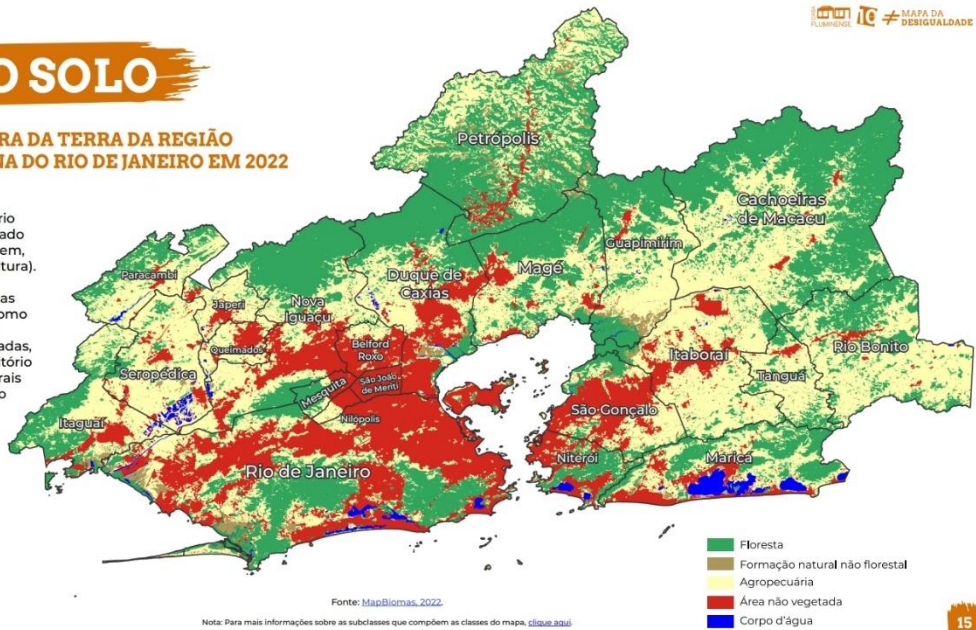 CASA
FLUMINENSE
10
MAPA DA
DESIGUALDADE
O SOLO
RA DA TERRA DA REGIÃO
NA DO RIO DE JANEIRO EM 2022
rio
ado
em,
tura).
as
omo
adas,
itório
rais
o
Petrópolis
Cachoeiras
de Macacu
Guapimirim
Magé
Duque de
Caxias
Paracambi
Japeri
Nova
Iguaçu
Queimados
Belford
Roxo
Seropédica
Mesquita
São João
de Meriti
Nilópolis
Itaguaí
Rio de Janeiro
Itaboraí
Rio Bonito
Tanguá
São Gonçalo
Niterói
Maricá
Floresta
Formação natural não florestal
Agropecuária
Área não vegetada
Corpo d'água
Fonte: MapBiomas, 2022.
Nota: Para mais informações sobre as subclasses que compõem as classes do mapa, clique aqui.
15